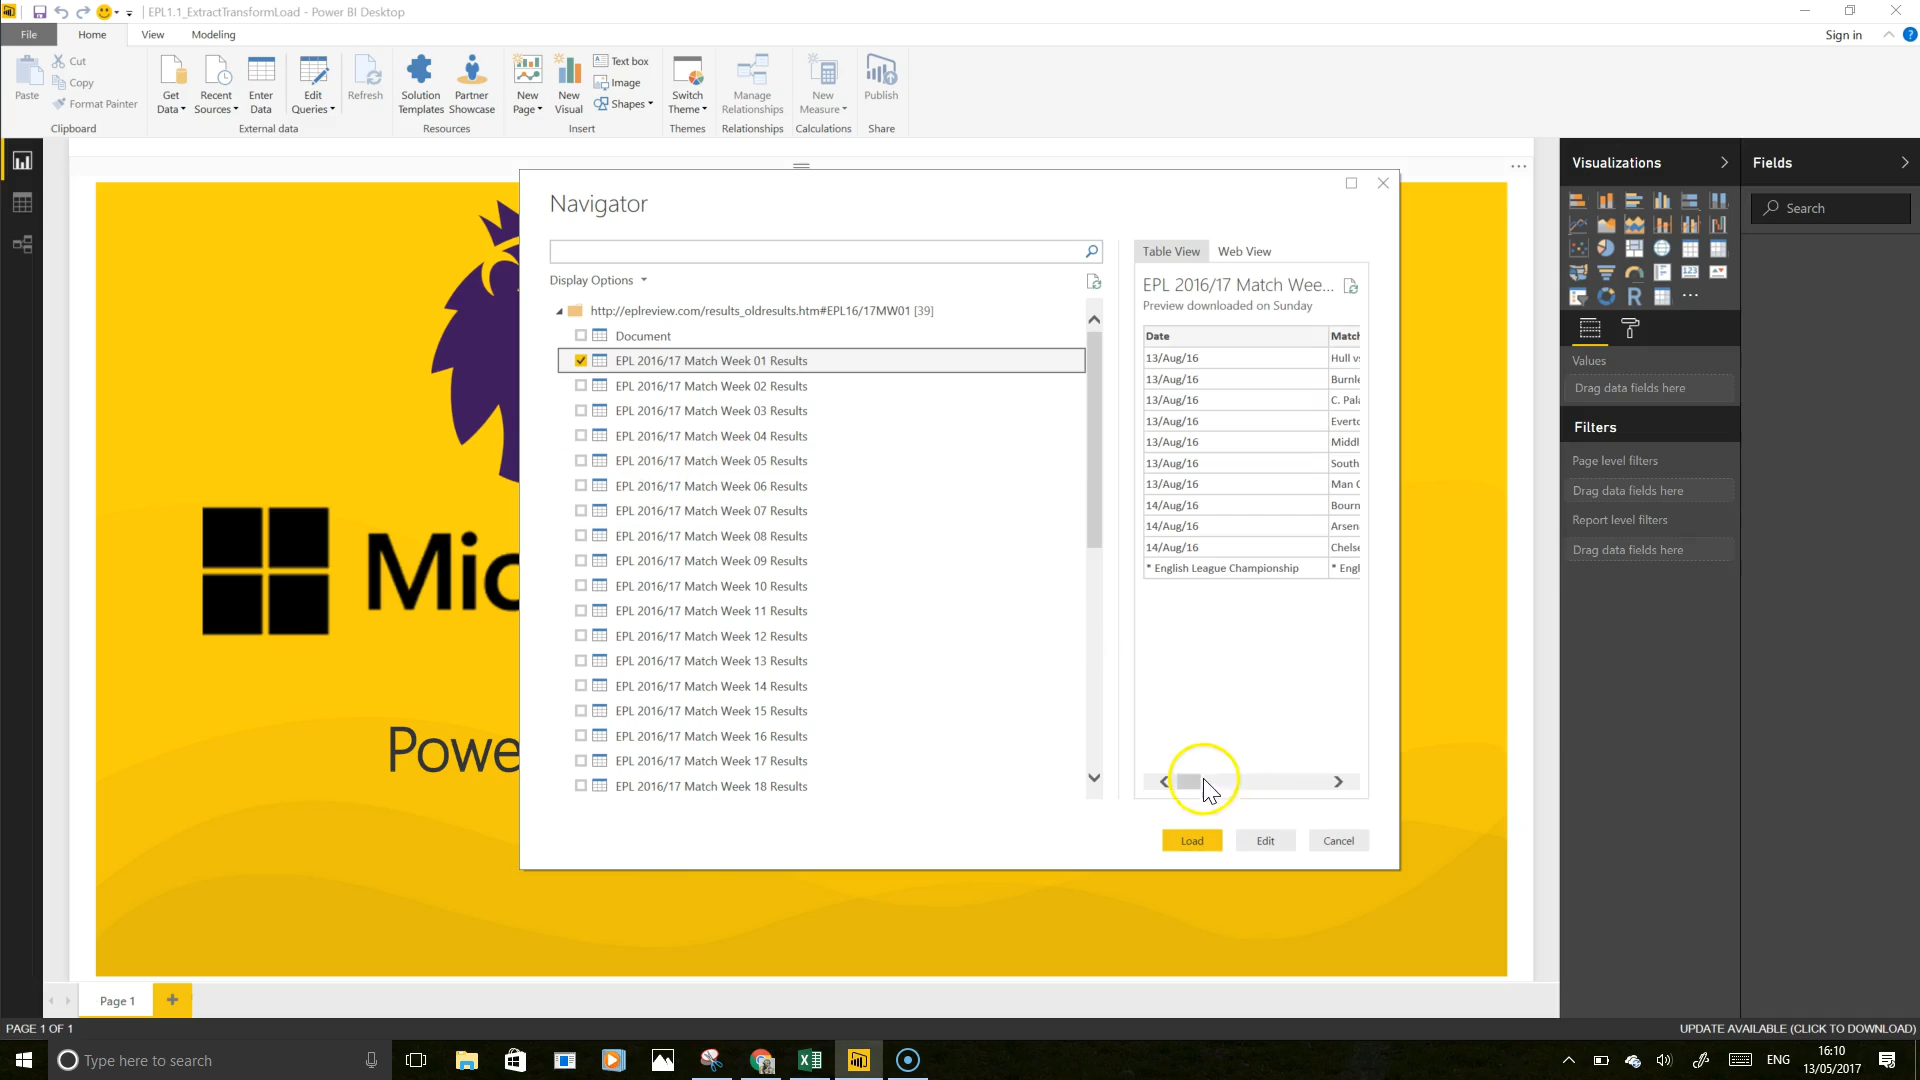 EPL1.1_ExtractTransformLoad - Power BI Desktop
File Home View Modeling Sign in
Paste
Cut
Copy
Format Painter
Get Data
Recent Sources
Enter Data
Edit Queries
Refresh
Solution Templates
Partner Showcase
New Page
New Visual
Text box
Image
Shapes
Switch Theme
Manage Relationships
New Measure
Publish
Clipboard External data Resources Insert Themes Relationships Calculations Share
Navigator
Display Options
http://eplreview.com/results_oldresults.htm#EPL16/17MW01 [39]
Document
EPL 2016/17 Match Week 01 Results
EPL 2016/17 Match Week 02 Results
EPL 2016/17 Match Week 03 Results
EPL 2016/17 Match Week 04 Results
EPL 2016/17 Match Week 05 Results
EPL 2016/17 Match Week 06 Results
EPL 2016/17 Match Week 07 Results
EPL 2016/17 Match Week 08 Results
EPL 2016/17 Match Week 09 Results
EPL 2016/17 Match Week 10 Results
EPL 2016/17 Match Week 11 Results
EPL 2016/17 Match Week 12 Results
EPL 2016/17 Match Week 13 Results
EPL 2016/17 Match Week 14 Results
EPL 2016/17 Match Week 15 Results
EPL 2016/17 Match Week 16 Results
EPL 2016/17 Match Week 17 Results
EPL 2016/17 Match Week 18 Results
Table View Web View
EPL 2016/17 Match Wee...
Preview downloaded on Sunday
Date Match
13/Aug/16 Hull vs
13/Aug/16 Burnle
13/Aug/16 C. Pala
13/Aug/16 Everto
13/Aug/16 Middl
13/Aug/16 South
13/Aug/16 Man C
14/Aug/16 Bourn
14/Aug/16 Arsen
14/Aug/16 Chelse
* English League Championship * Engl
Load Edit Cancel
Mic
Powe
Visualizations
Values
Drag data fields here
Filters
Page level filters
Drag data fields here
Report level filters
Drag data fields here
Fields
Search
Page 1
PAGE 1 OF 1
UPDATE AVAILABLE (CLICK TO DOWNLOAD)
Type here to search
ENG
16:10
13/05/2017